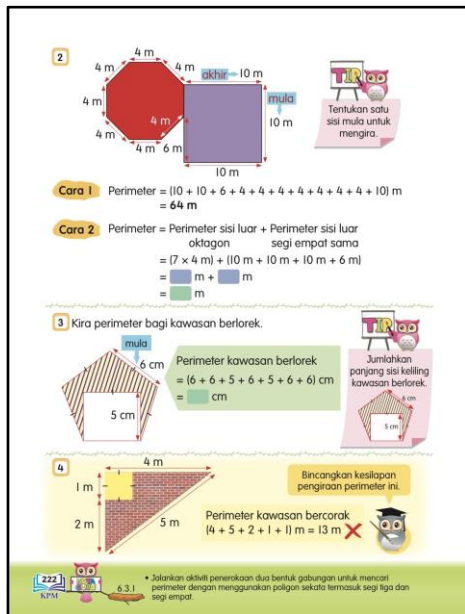 2
4 m
4 m
4 m
akhir
10 m
4 m
mula
10 m
4 m
4 m
4 m
4 m
6 m
10 m
TIP
Tentukan satu
sisi mula untuk
mengira.
Cara 1
Perimeter = (10 + 10 + 6 + 4 + 4 + 4 + 4 + 4 + 4 + 4 + 10) m
= 64 m
Cara 2
Perimeter = Perimeter sisi luar + Perimeter sisi luar
oktagon segi empat sama
= (7 × 4 m) + (10 m + 10 m + 10 m + 6 m)
= m + m
= m
3 Kira perimeter bagi kawasan berlorek.
mula
6 cm
5 cm
Perimeter kawasan berlorek
= (6 + 6 + 5 + 6 + 5 + 6 + 6) cm
= cm
TIP
Jumlahkan
panjang sisi keliling
kawasan berlorek.
6 cm
5 cm
4
4 m
1 m
2 m
5 m
Bincangkan kesilapan
pengiraan perimeter ini.
Perimeter kawasan bercorak
(4 + 5 + 2 + 1 + 1) m = 13 m
222
KPM
6.3.1
• Jalankan aktiviti penerokaan dua bentuk gabungan untuk mencari
perimeter dengan menggunakan poligon sekata termasuk segi tiga dan
segi empat.